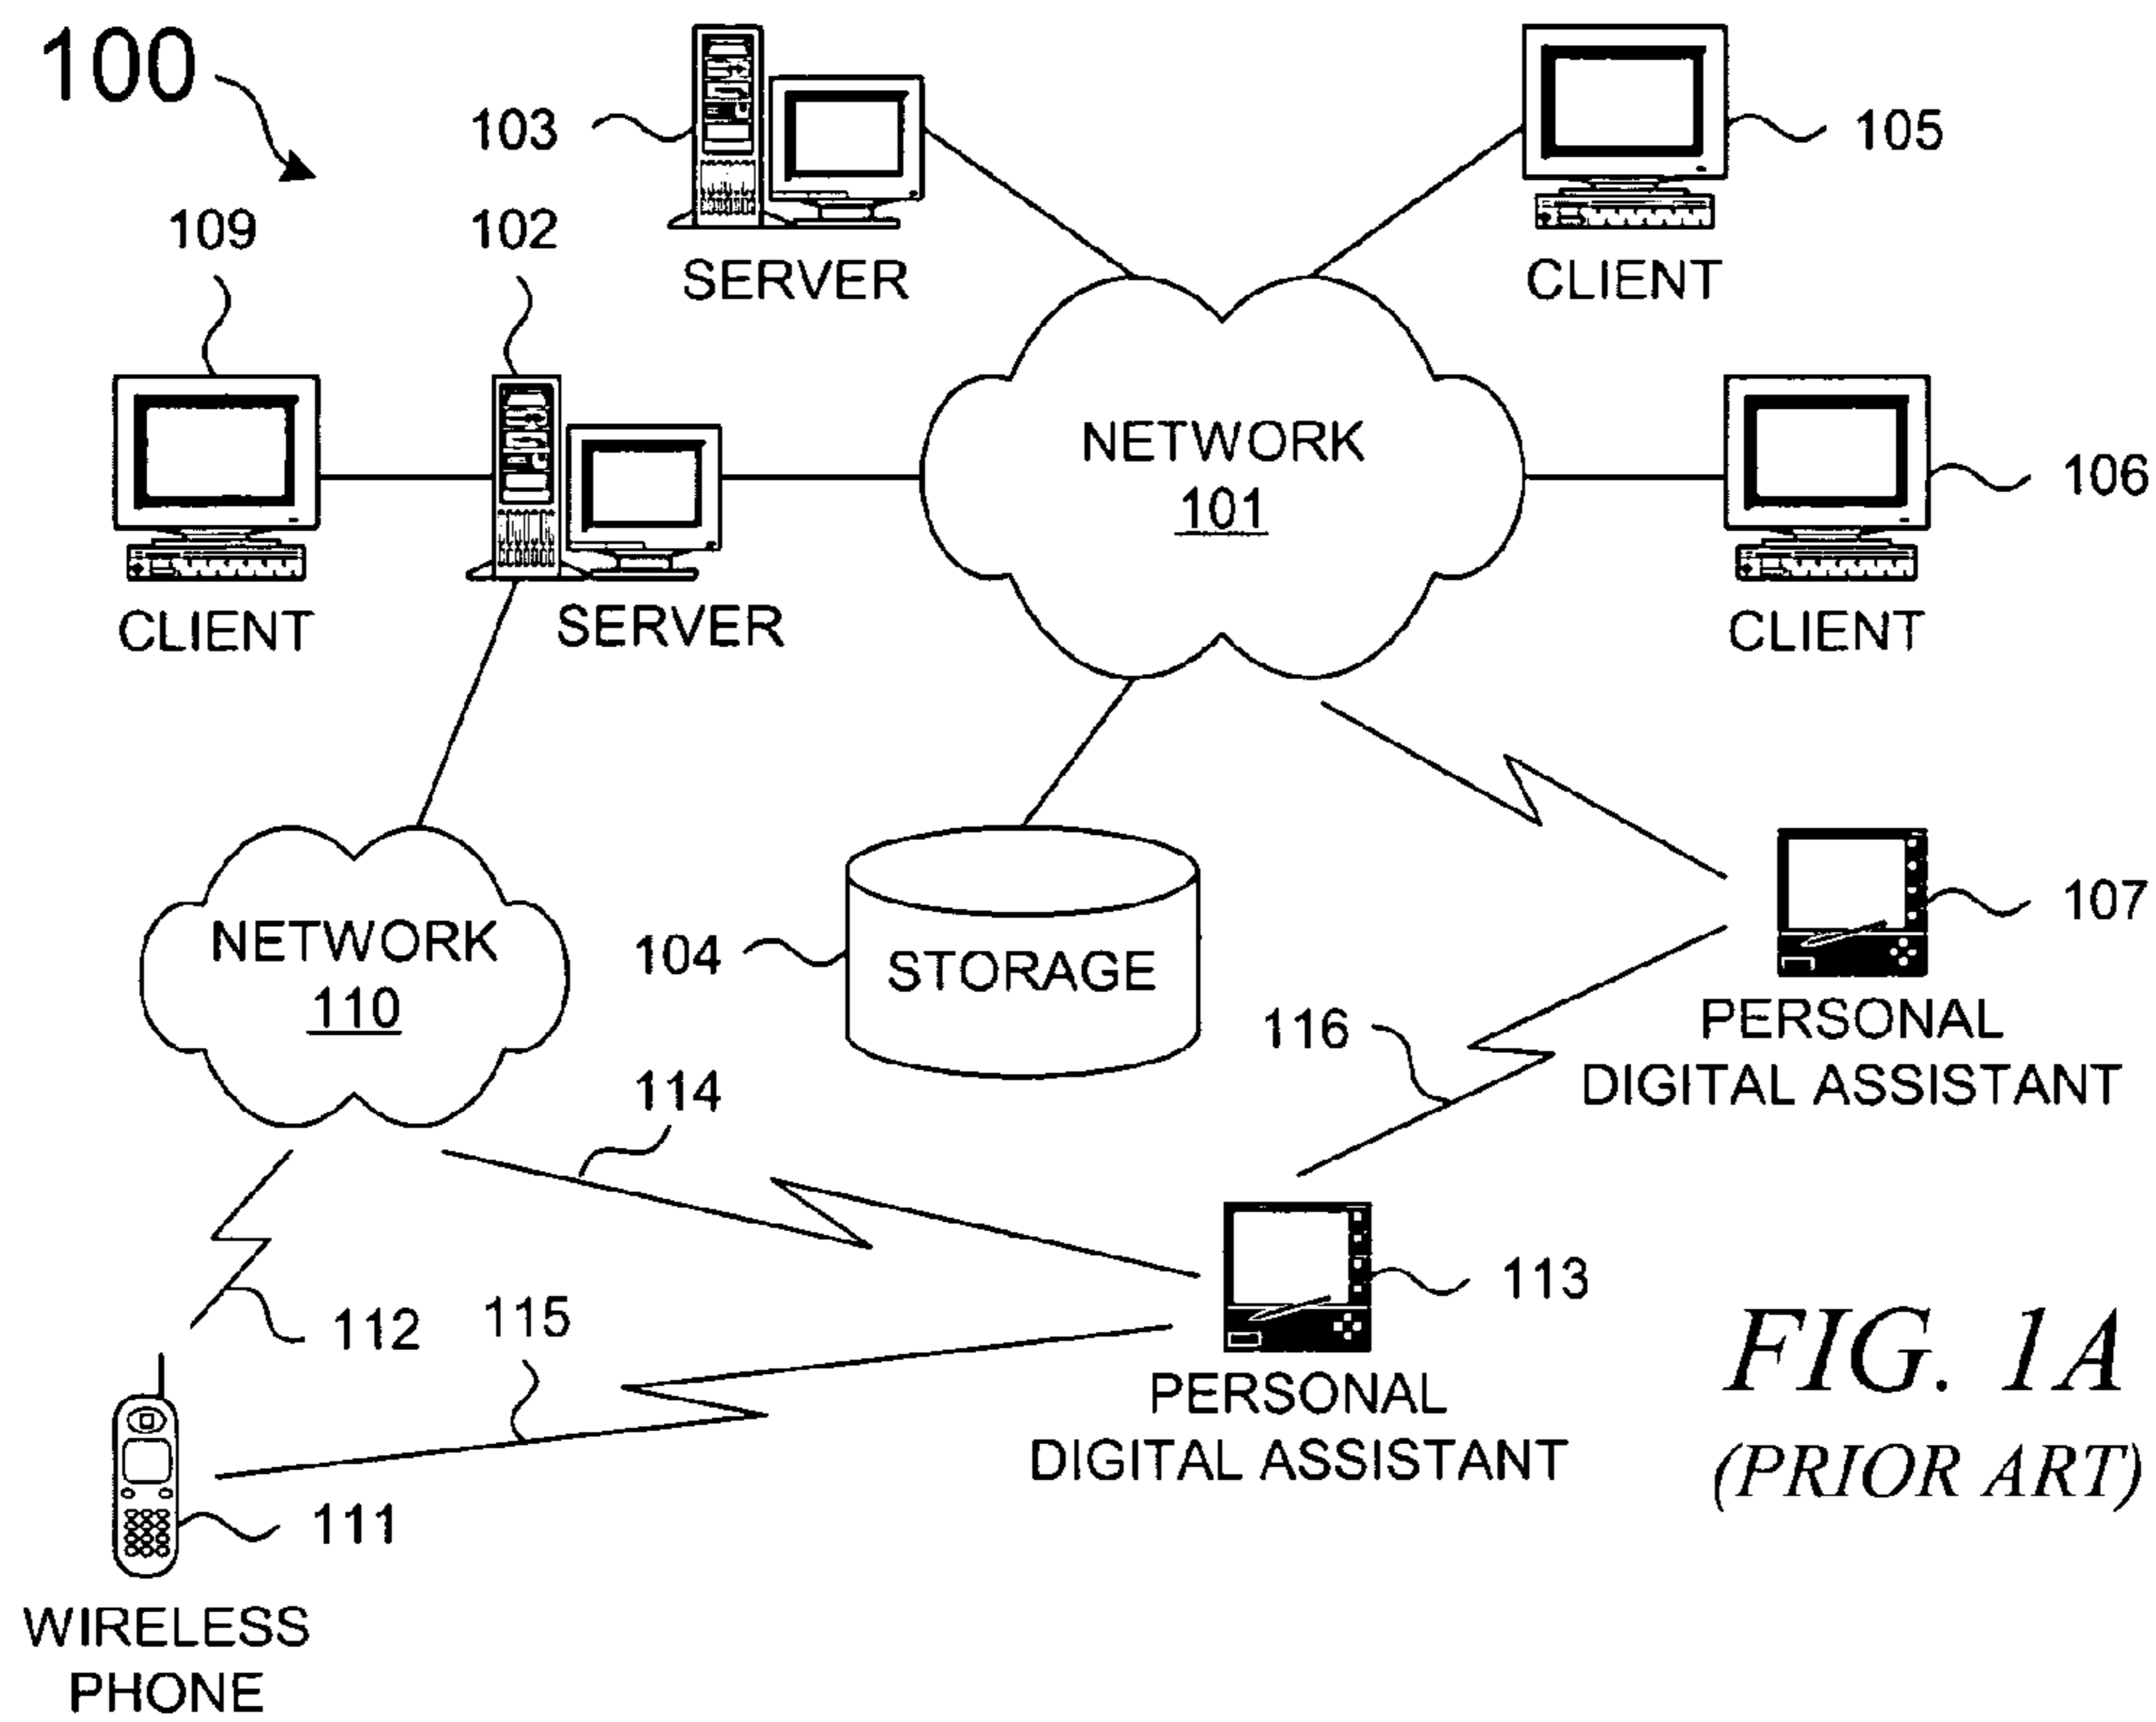 100
103
105
109
102
SERVER
CLIENT
NETWORK
101
106
CLIENT
SERVER
CLIENT
NETWORK
110
104
STORAGE
107
PERSONAL
DIGITAL ASSISTANT
116
114
113
112
115
PERSONAL
DIGITAL ASSISTANT
111
WIRELESS
PHONE
FIG. 1A
(PRIOR ART)